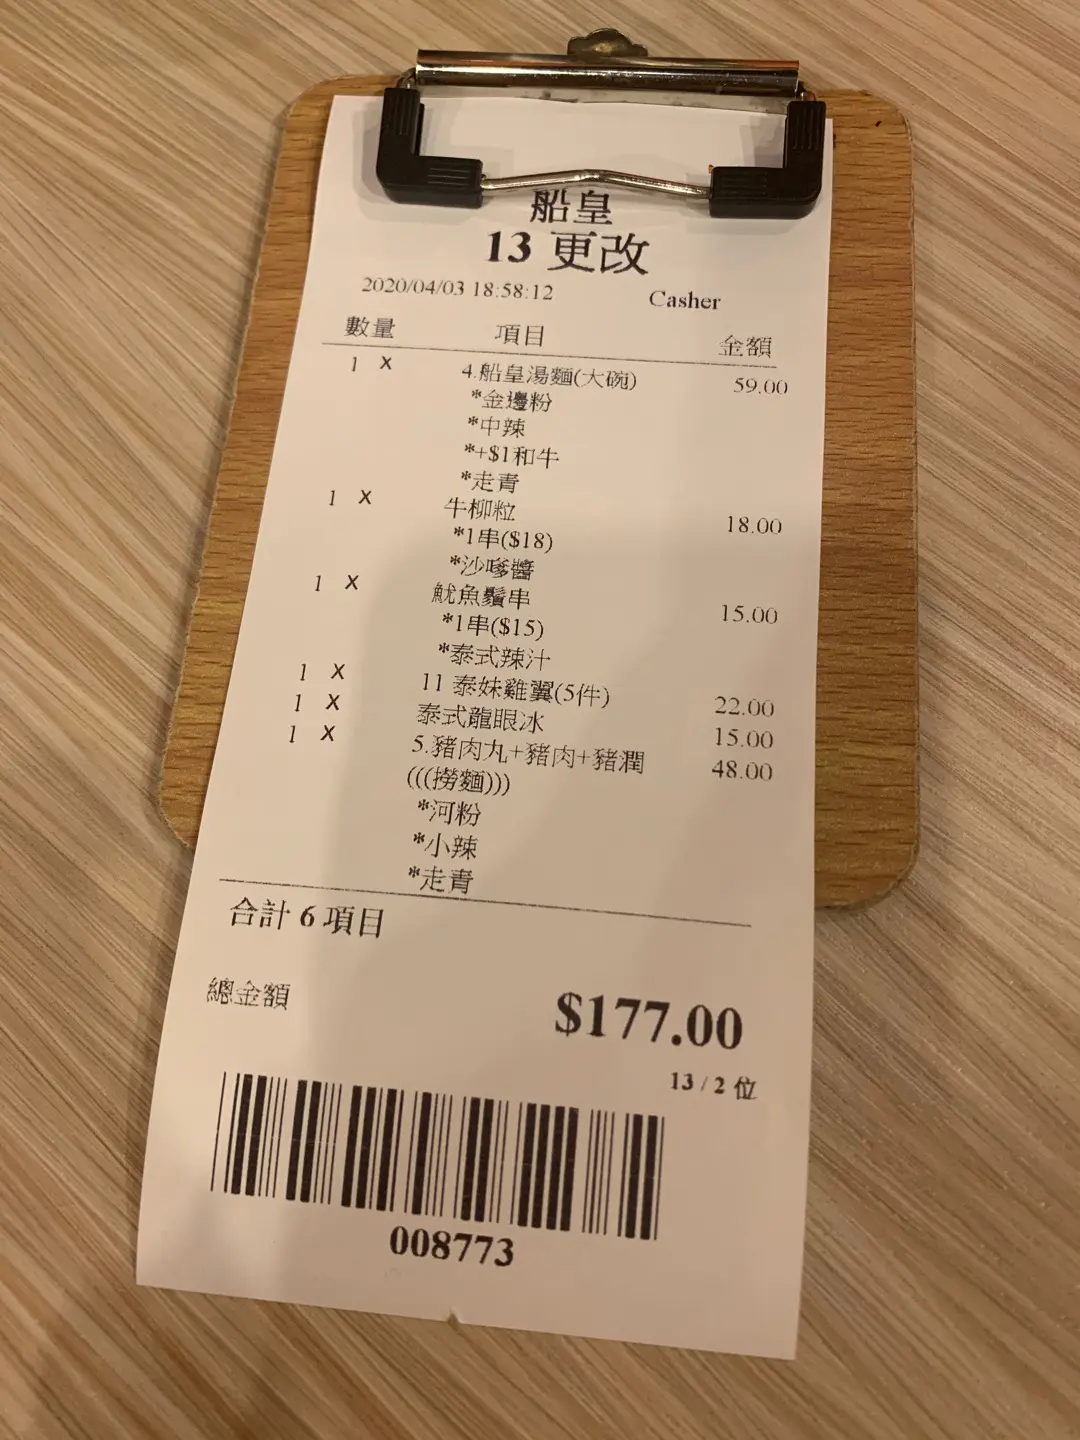 船皇
13 更改
2020/04/03 18:58:12 Casher
數量 項目 金額
1 x 4.船皇湯麵(大碗) 59.00
*金邊粉
*中辣
*+$1和牛
*走青
1 x 牛柳粒 18.00
*1串($18)
*沙嗲醬
1 x 魷魚鬚串 15.00
*1串($15)
*泰式辣汁
1 x 11 泰妹雞翼(5件) 22.00
1 x 泰式龍眼冰 15.00
1 x 5.豬肉丸+豬肉+豬潤 48.00
(((撈麵)))
*河粉
*小辣
*走青
合計 6 項目
總金額 $177.00
13 / 2 位
008773